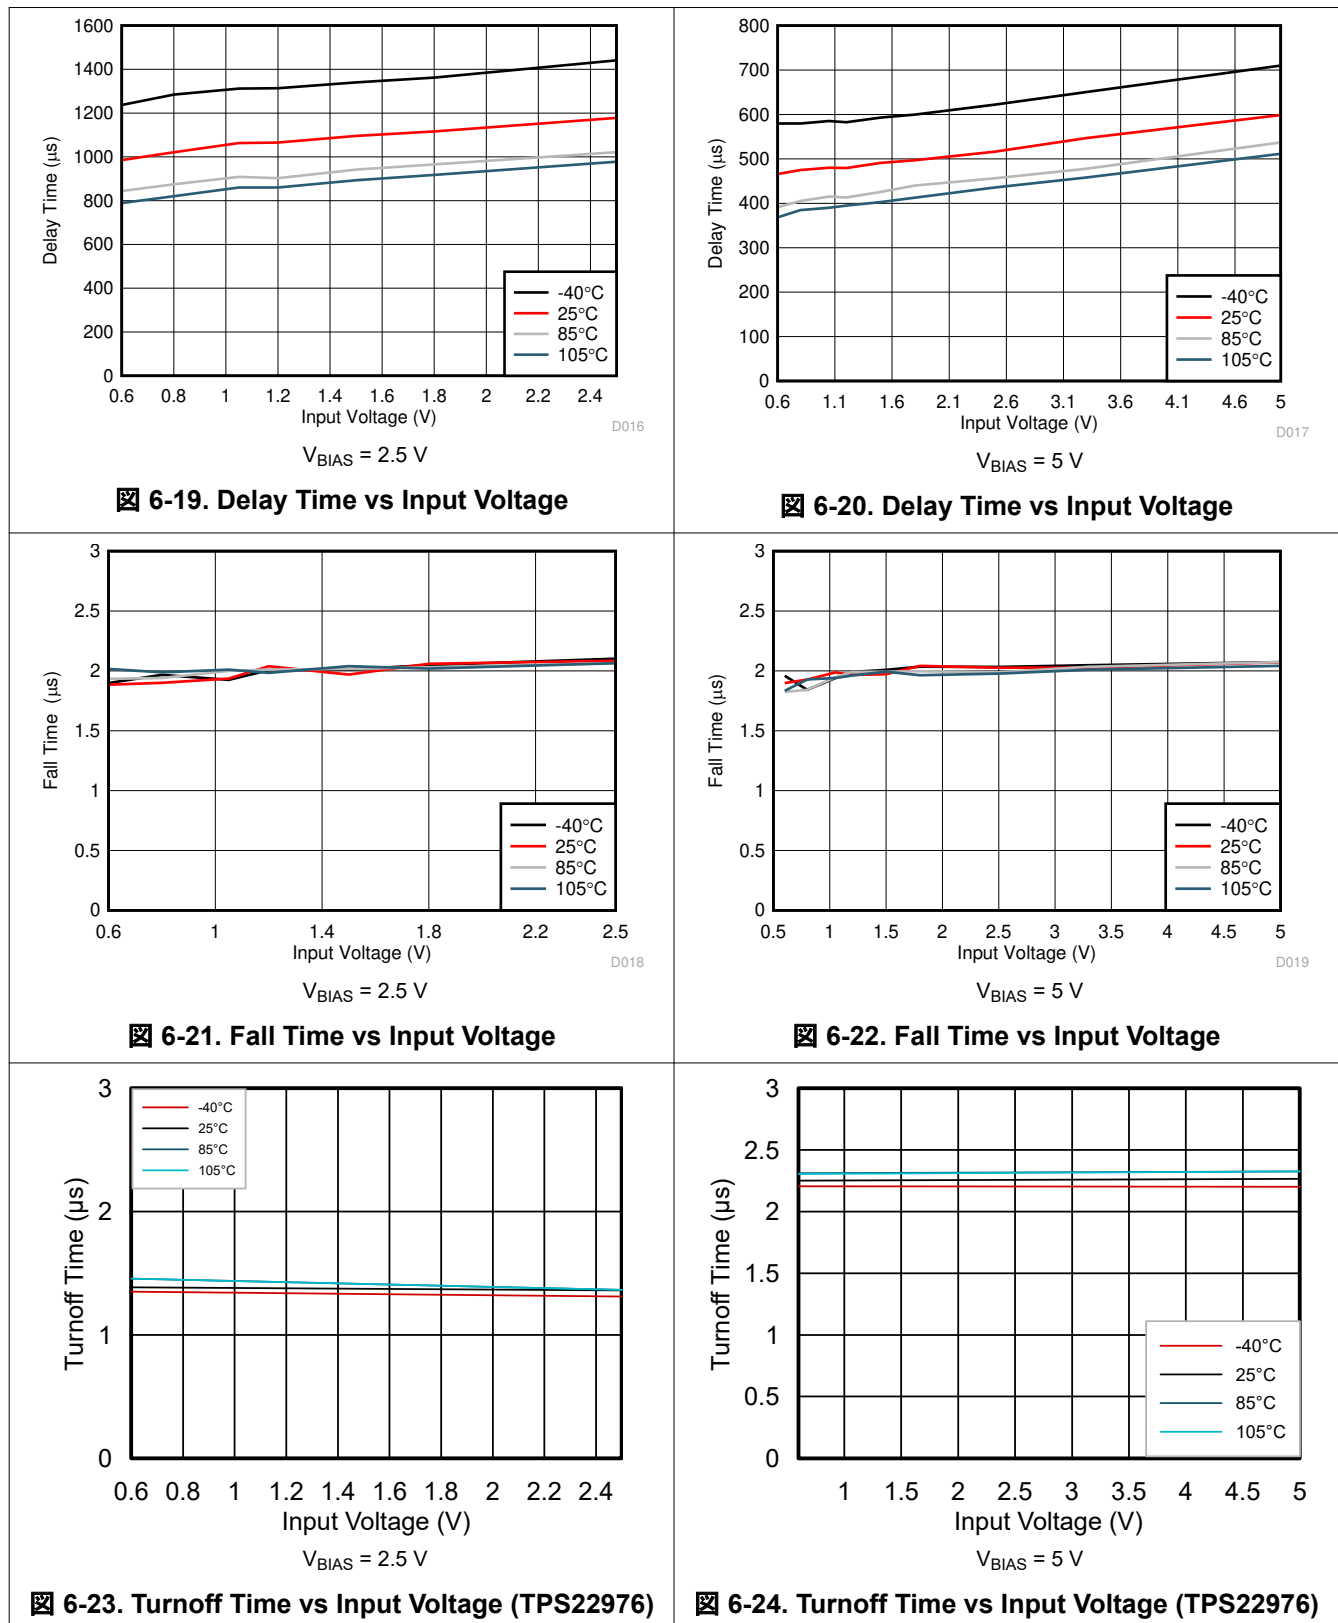 1600
1400
1200
1000
800
600
400
200
0
Delay Time (μs)
-40°C
25°C
85°C
105°C
0.6 0.8 1 1.2 1.4 1.6 1.8 2 2.2 2.4
Input Voltage (V)
D016
VBIAS = 2.5 V
図 6-19. Delay Time vs Input Voltage
800
700
600
500
400
300
200
100
0
Delay Time (μs)
-40°C
25°C
85°C
105°C
0.6 1.1 1.6 2.1 2.6 3.1 3.6 4.1 4.6 5
Input Voltage (V)
D017
VBIAS = 5 V
図 6-20. Delay Time vs Input Voltage
3
2.5
2
1.5
1
0.5
0
Fall Time (μs)
-40°C
25°C
85°C
105°C
0.6 1 1.4 1.8 2.2 2.5
Input Voltage (V)
D018
VBIAS = 2.5 V
図 6-21. Fall Time vs Input Voltage
3
2.5
2
1.5
1
0.5
0
Fall Time (μs)
-40°C
25°C
85°C
105°C
0.5 1 1.5 2 2.5 3 3.5 4 4.5 5
Input Voltage (V)
D019
VBIAS = 5 V
図 6-22. Fall Time vs Input Voltage
3
2
1
0
Turnoff Time (μs)
-40°C
25°C
85°C
105°C
0.6 0.8 1 1.2 1.4 1.6 1.8 2 2.2 2.4
Input Voltage (V)
VBIAS = 2.5 V
図 6-23. Turnoff Time vs Input Voltage (TPS22976)
3
2.5
2
1.5
1
0.5
0
Turnoff Time (μs)
-40°C
25°C
85°C
105°C
1 1.5 2 2.5 3 3.5 4 4.5 5
Input Voltage (V)
VBIAS = 5 V
図 6-24. Turnoff Time vs Input Voltage (TPS22976)